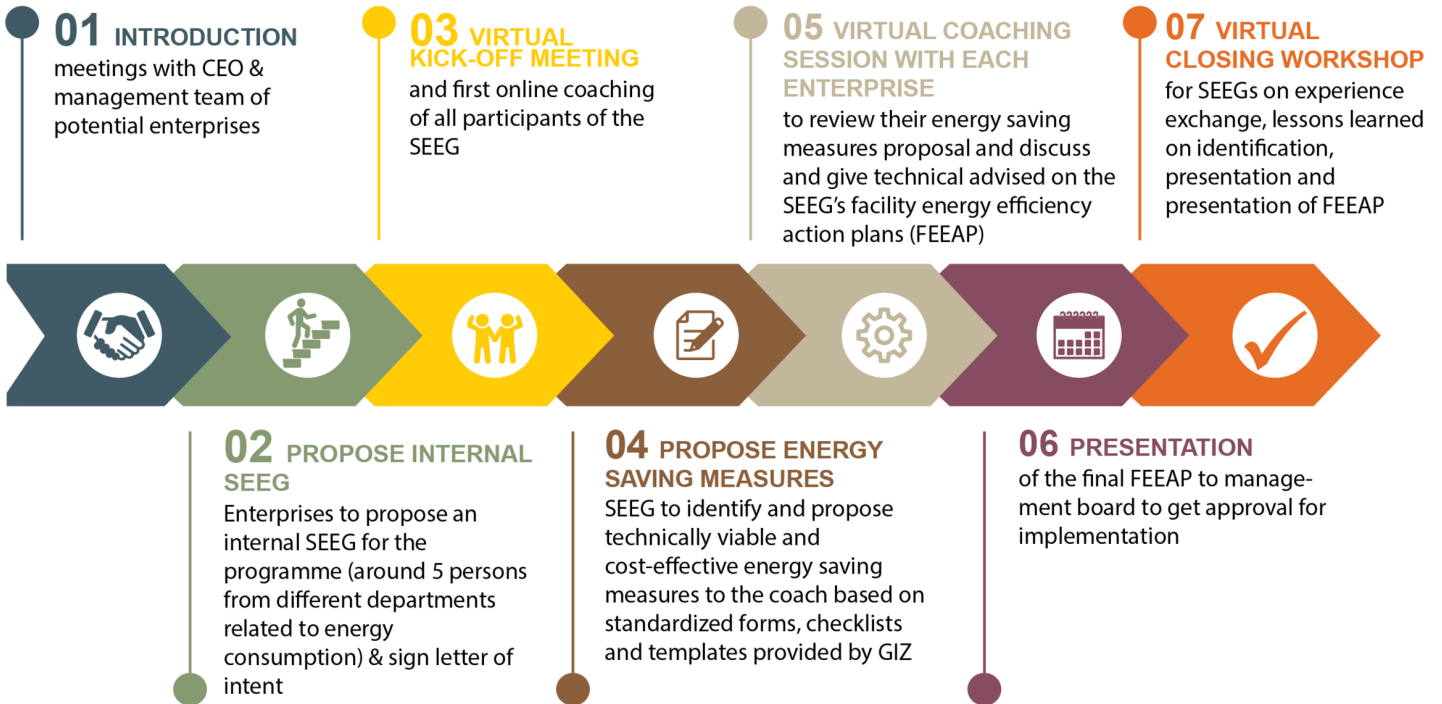 01 INTRODUCTION
meetings with CEO &
management team of
potential enterprises
02 PROPOSE INTERNAL
SEEG
Enterprises to propose an
internal SEEG for the
programme (around 5 persons
from different departments
related to energy
consumption) & sign letter of
intent
03 VIRTUAL
KICK-OFF MEETING
and first online coaching
of all participants of the
SEEG
04 PROPOSE ENERGY
SAVING MEASURES
SEEG to identify and propose
technically viable and
cost-effective energy saving
measures to the coach based on
standardized forms, checklists
and templates provided by GIZ
05 VIRTUAL COACHING
SESSION WITH EACH
ENTERPRISE
to review their energy saving
measures proposal and discuss
and give technical advised on the
SEEG’s facility energy efficiency
action plans (FEEAP)
06 PRESENTATION
of the final FEEAP to manage-
ment board to get approval for
implementation
07 VIRTUAL
CLOSING WORKSHOP
for SEEGs on experience
exchange, lessons learned
on identification,
presentation and
presentation of FEEAP